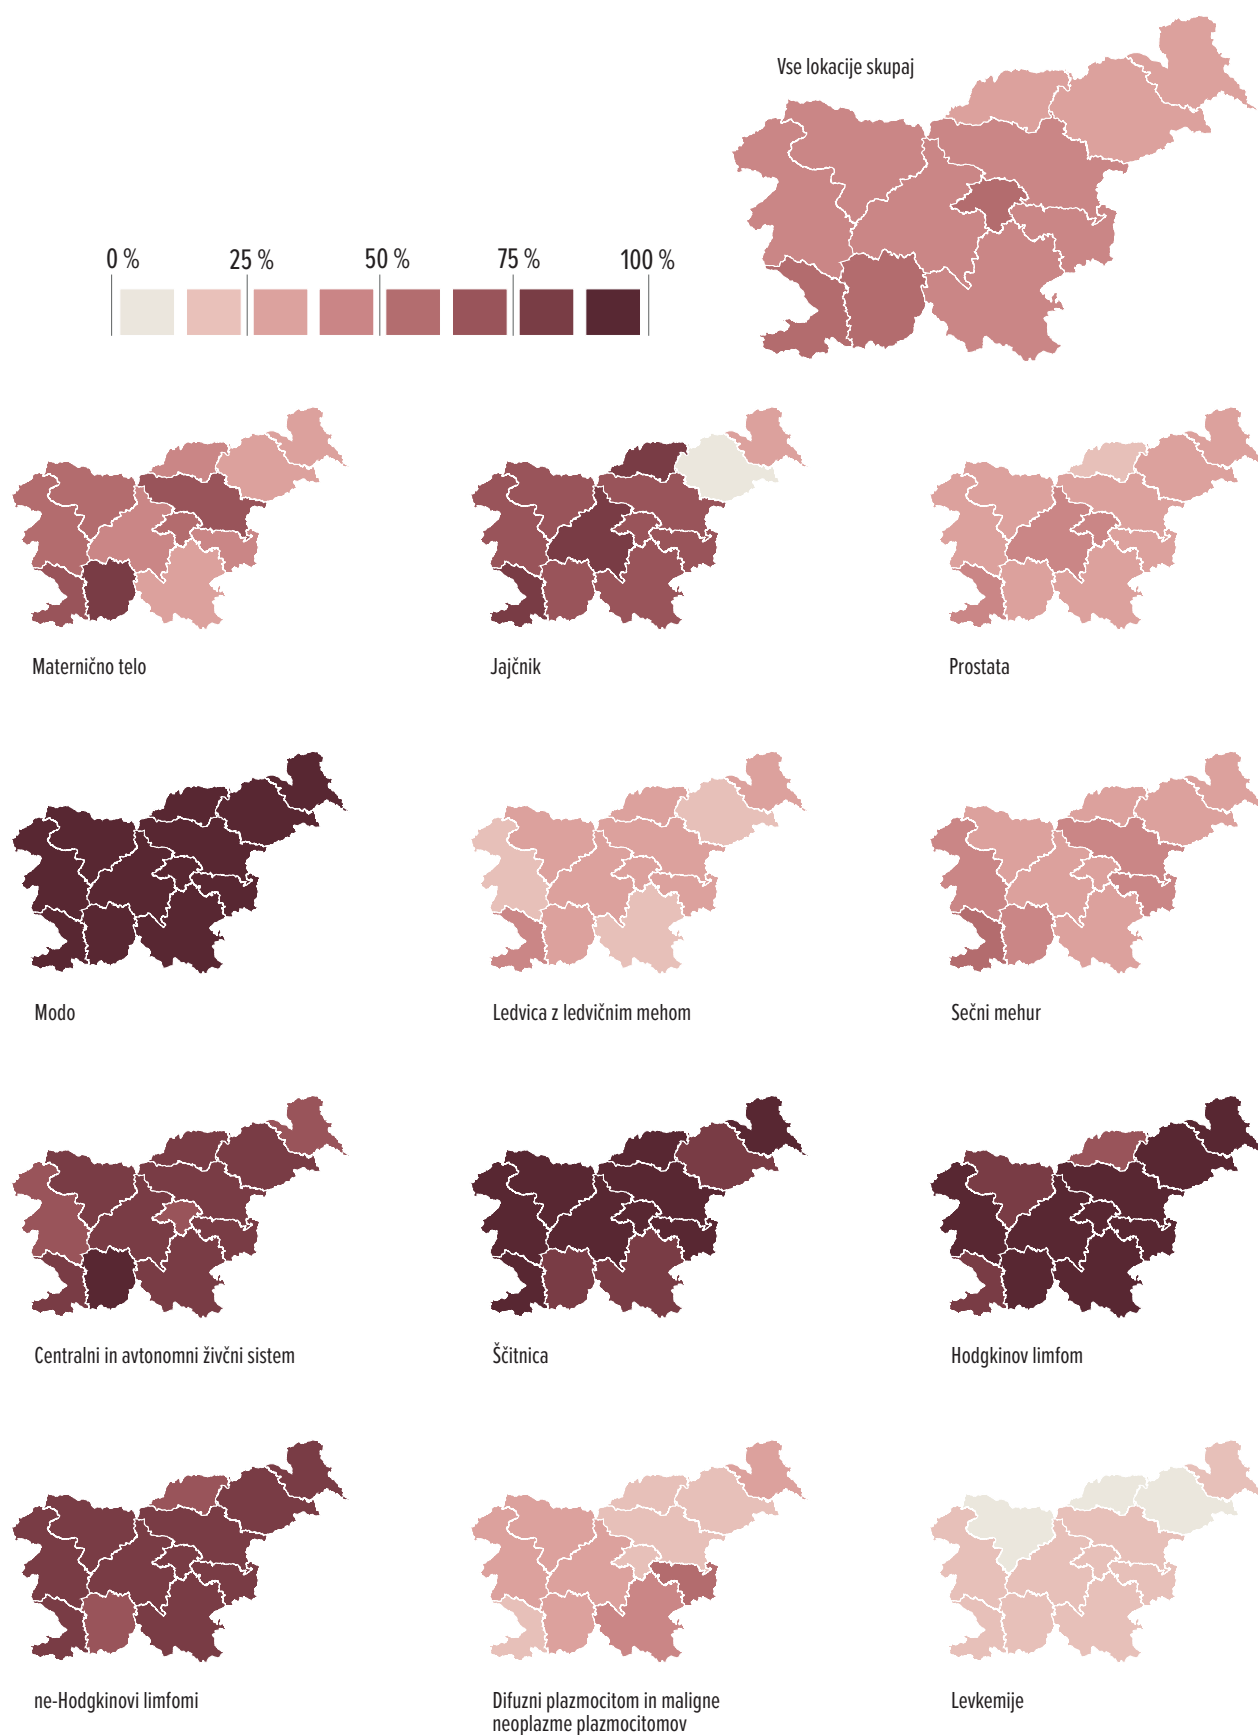 Vse lokacije skupaj
0 % 25 % 50 % 75 % 100 %
Maternično telo
Jajčnik
Prostata
Modo
Ledvica z ledvičnim mehom
Sečni mehur
Centralni in avtonomni živčni sistem
Ščitnica
Hodgkinov limfom
ne-Hodgkinovi limfomi
Difuzni plazmocitom in maligne
neoplazme plazmocitomov
Levkemije